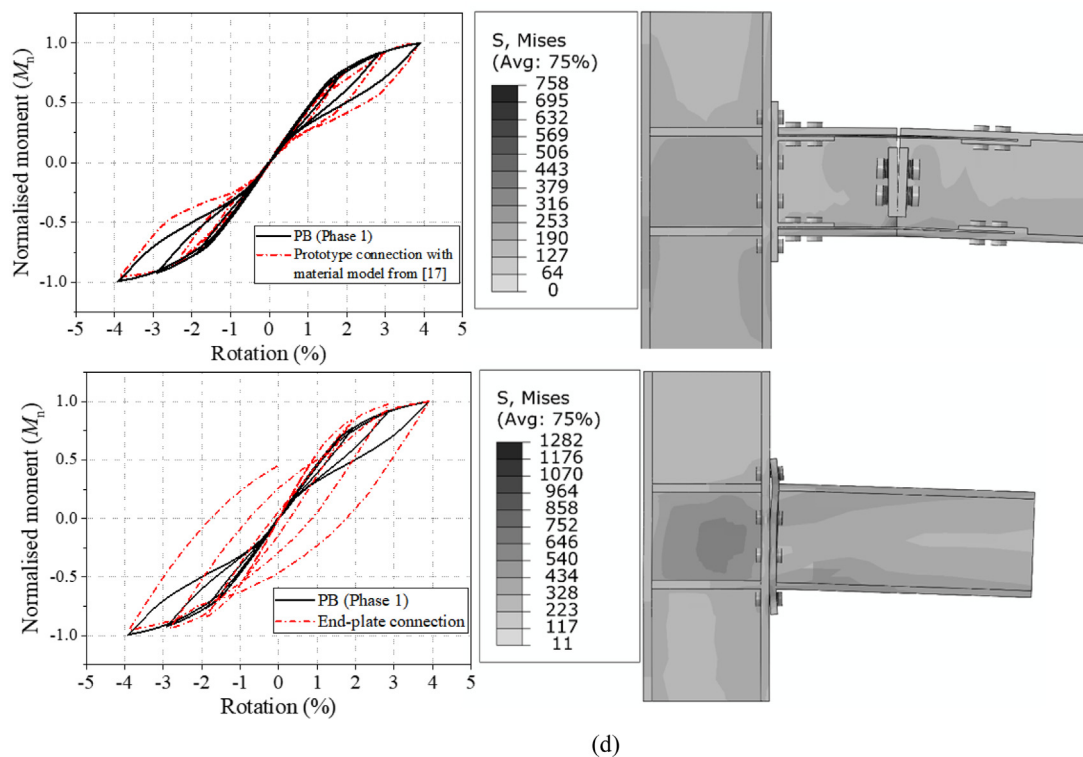 Normalised moment (Mn)
1.0
0.5
0.0
-0.5
-1.0
PB (Phase 1)
Prototype connection with
material model from [17]
-5 -4 -3 -2 -1 0 1 2 3 4 5
Rotation (%)
S, Mises
(Avg: 75%)
758
695
632
569
506
443
379
316
253
190
127
64
0
Normalised moment (Mn)
1.0
0.5
0.0
-0.5
-1.0
PB (Phase 1)
End-plate connection
-5 -4 -3 -2 -1 0 1 2 3 4 5
Rotation (%)
S, Mises
(Avg: 75%)
1282
1176
1070
964
858
752
646
540
434
328
223
117
11
(d)